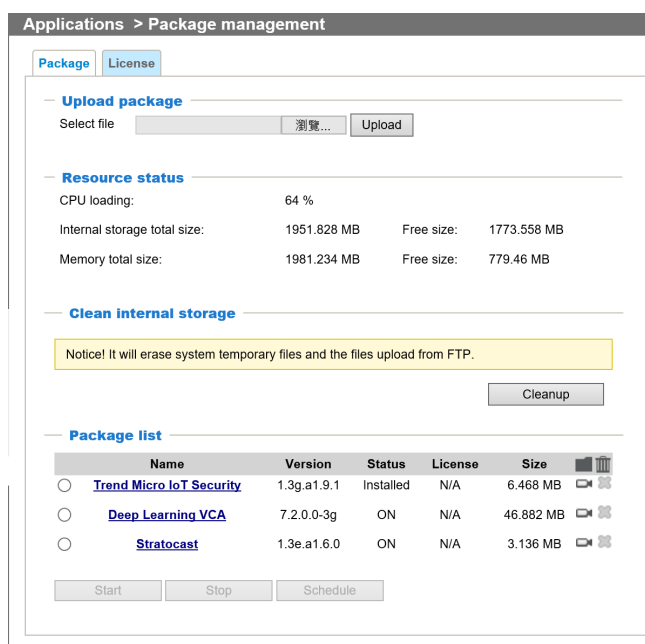 Applications > Package management
Package License
Upload package
Select file 瀏覽... Upload
Resource status
CPU loading: 64 %
Internal storage total size: 1951.828 MB Free size: 1773.558 MB
Memory total size: 1981.234 MB Free size: 779.46 MB
Clean internal storage
Notice! It will erase system temporary files and the files upload from FTP.
Cleanup
Package list
Name Version Status License Size
Trend Micro IoT Security 1.3g.a1.9.1 Installed N/A 6.468 MB
Deep Learning VCA 7.2.0.0-3g ON N/A 46.882 MB
Stratocast 1.3e.a1.6.0 ON N/A 3.136 MB
Start Stop Schedule